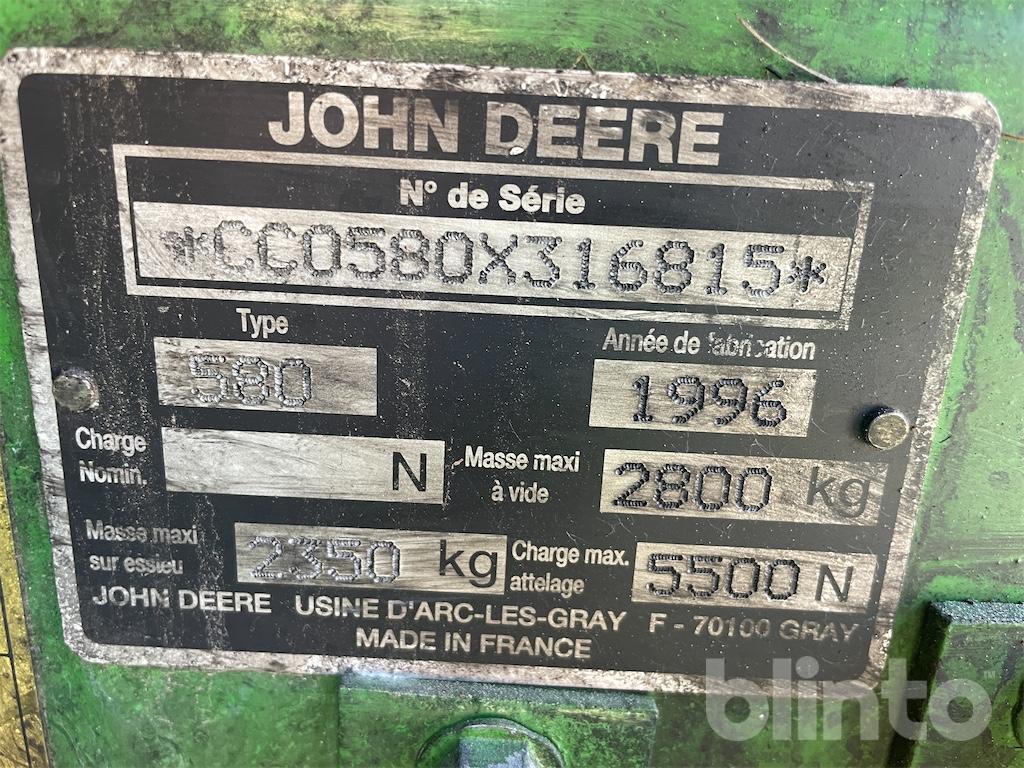 JOHN DEERE
N° de Série
*CC0580X316815*
Type
580
Année de fabrication
1996
Charge
Nomin.
N
Masse maxi
à vide
2800 kg
Masse maxi
sur essieu
2350 kg
Charge max.
attelage
5500 N
JOHN DEERE USINE D'ARC-LES-GRAY F - 70100 GRAY
MADE IN FRANCE
blinto™